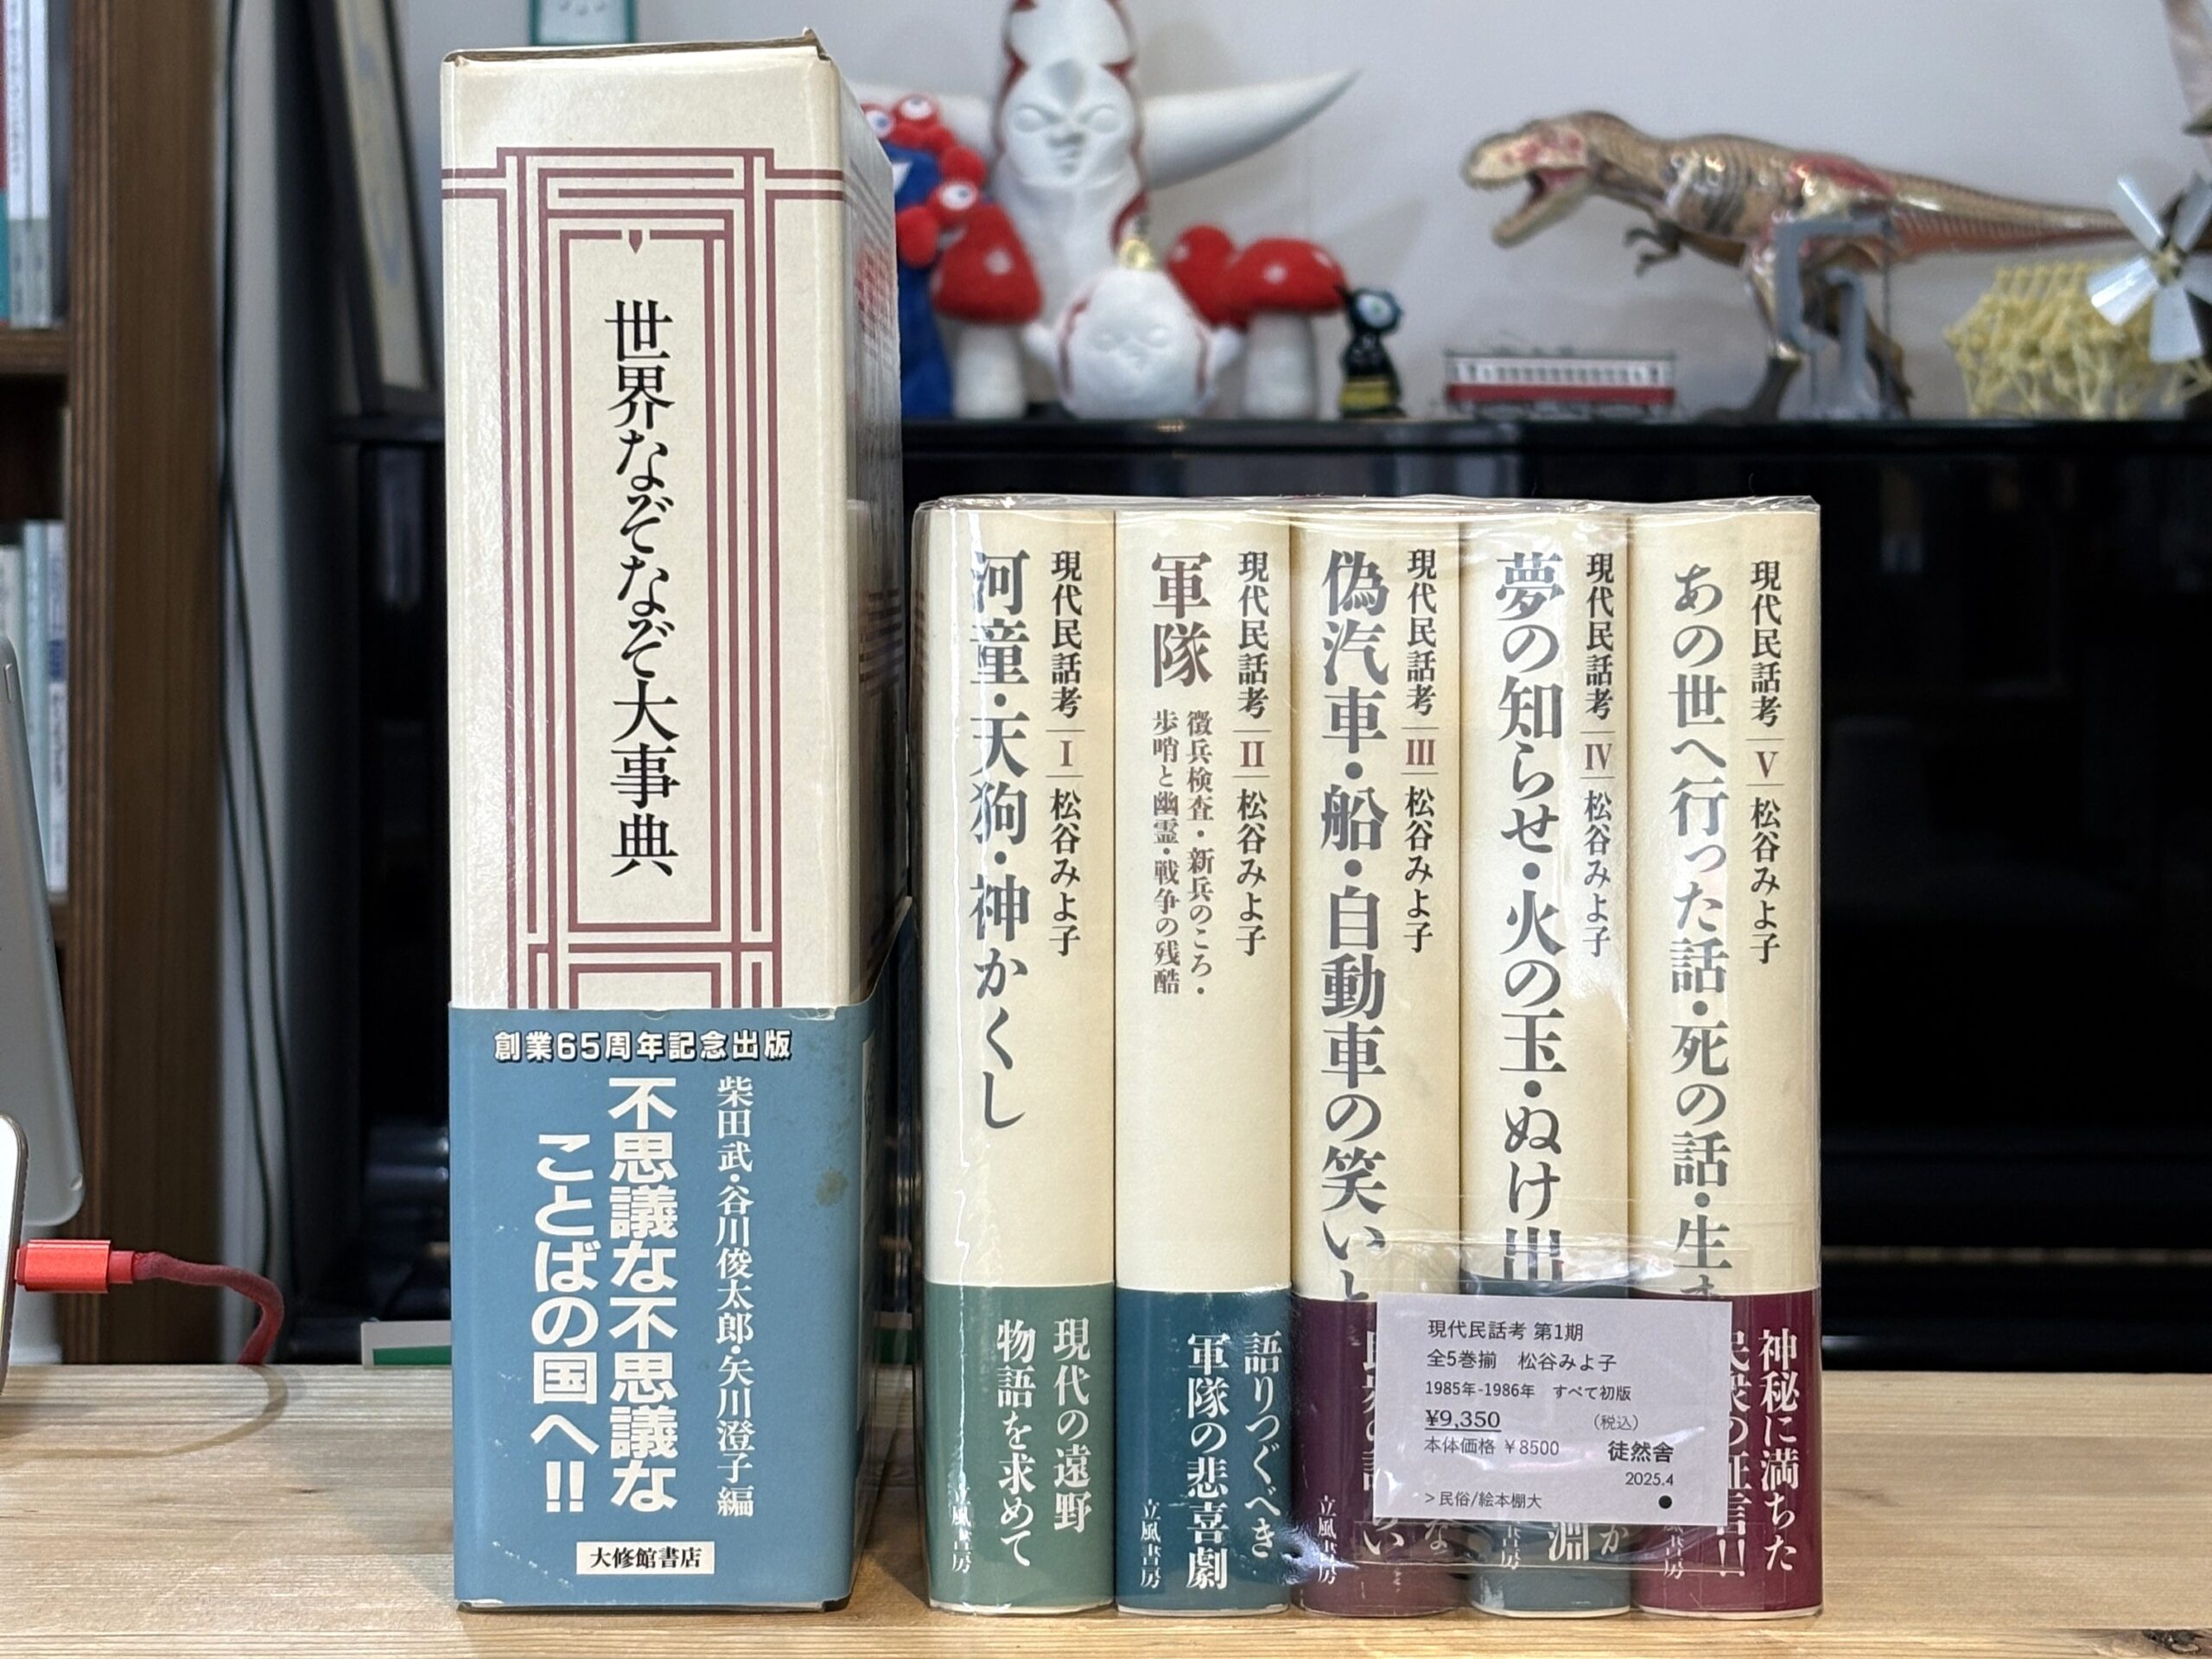 世界なぞなぞ大事典
創業65周年記念出版
柴田武・谷川俊太郎・矢川澄子編
不思議な不思議な
ことばの国へ!!
大修館書店
現代民話考 I 松谷みよ子
河童・天狗・神かくし
現代の遠野
物語を求めて
立風書房
現代民話考 II 松谷みよ子
軍隊
徴兵検査・新兵のころ・
歩哨と幽霊・戦争の残酷
語りつぐべき
軍隊の悲喜劇
立風書房
現代民話考 III 松谷みよ子
偽汽車・船・自動車の笑いと
立風書房
現代民話考 IV 松谷みよ子
夢の知らせ・火の玉・ぬけ出
淵
書房
現代民話考 V 松谷みよ子
あの世へ行った話・死の話・生
神秘に満ちた
証言!!
風書房
現代民話考 第1期
全5巻揃 松谷みよ子
1985年-1986年 すべて初版
¥9,350 (税込)
本体価格 ¥8500 徒然舎
2025.4
>民俗/絵本棚大 ●